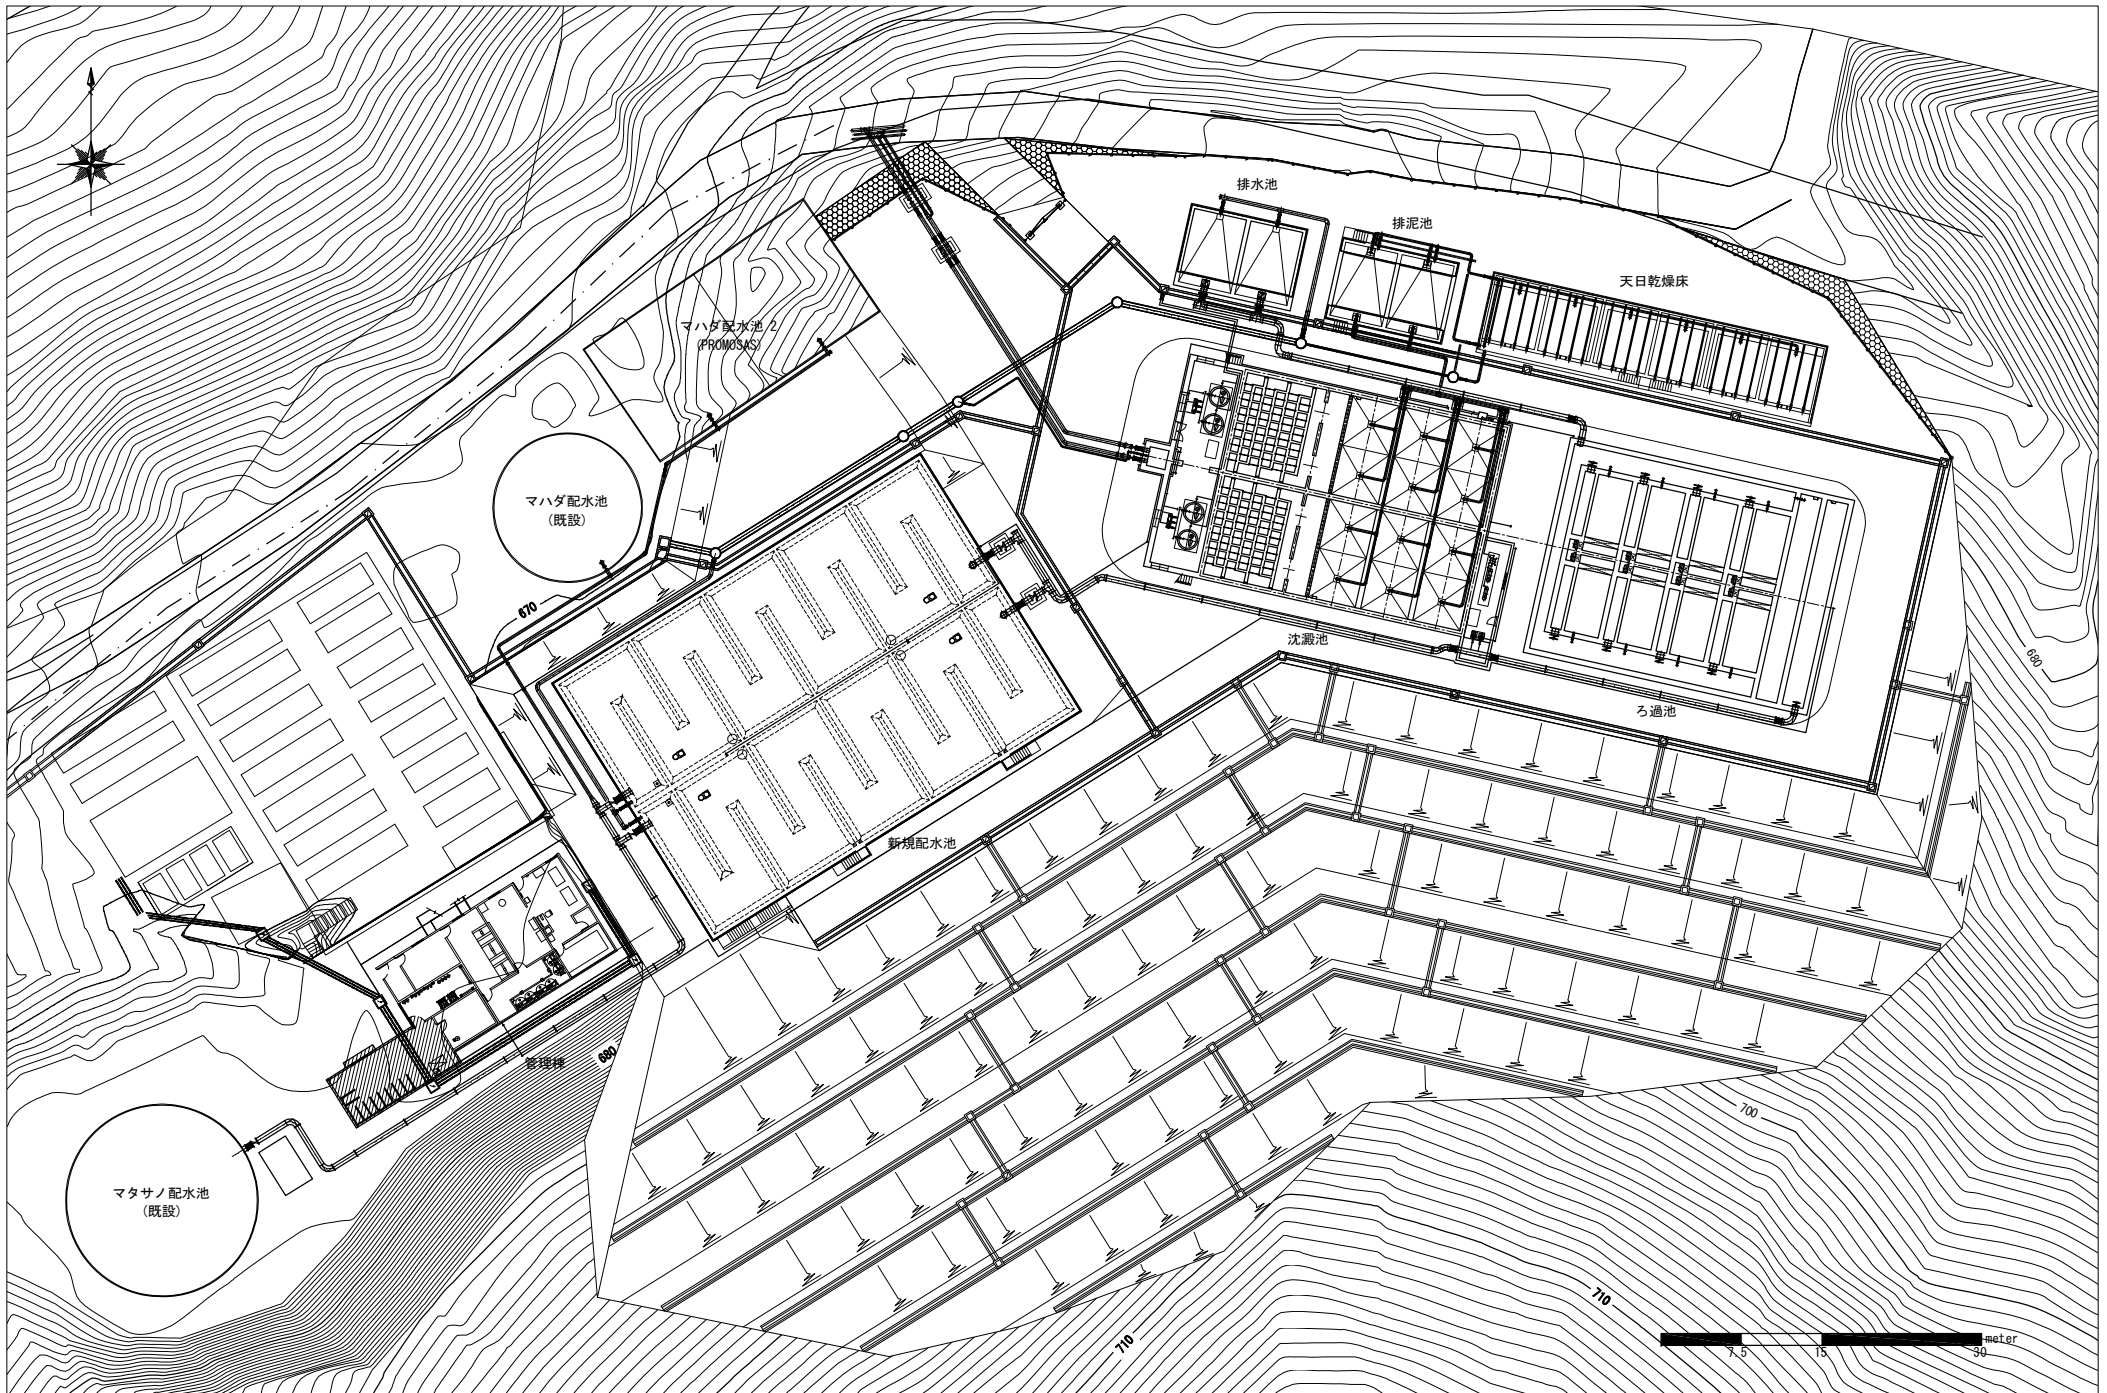 排水池
排泥池
天日乾燥床
マハダ配水池 2
(PROMOSAS)
マハダ配水池
(既設)
670
沈澱池
680
ろ過池
新規配水池
管理棟
680
700
マタサノ配水池
(既設)
710
710
meter
7.5
15
30